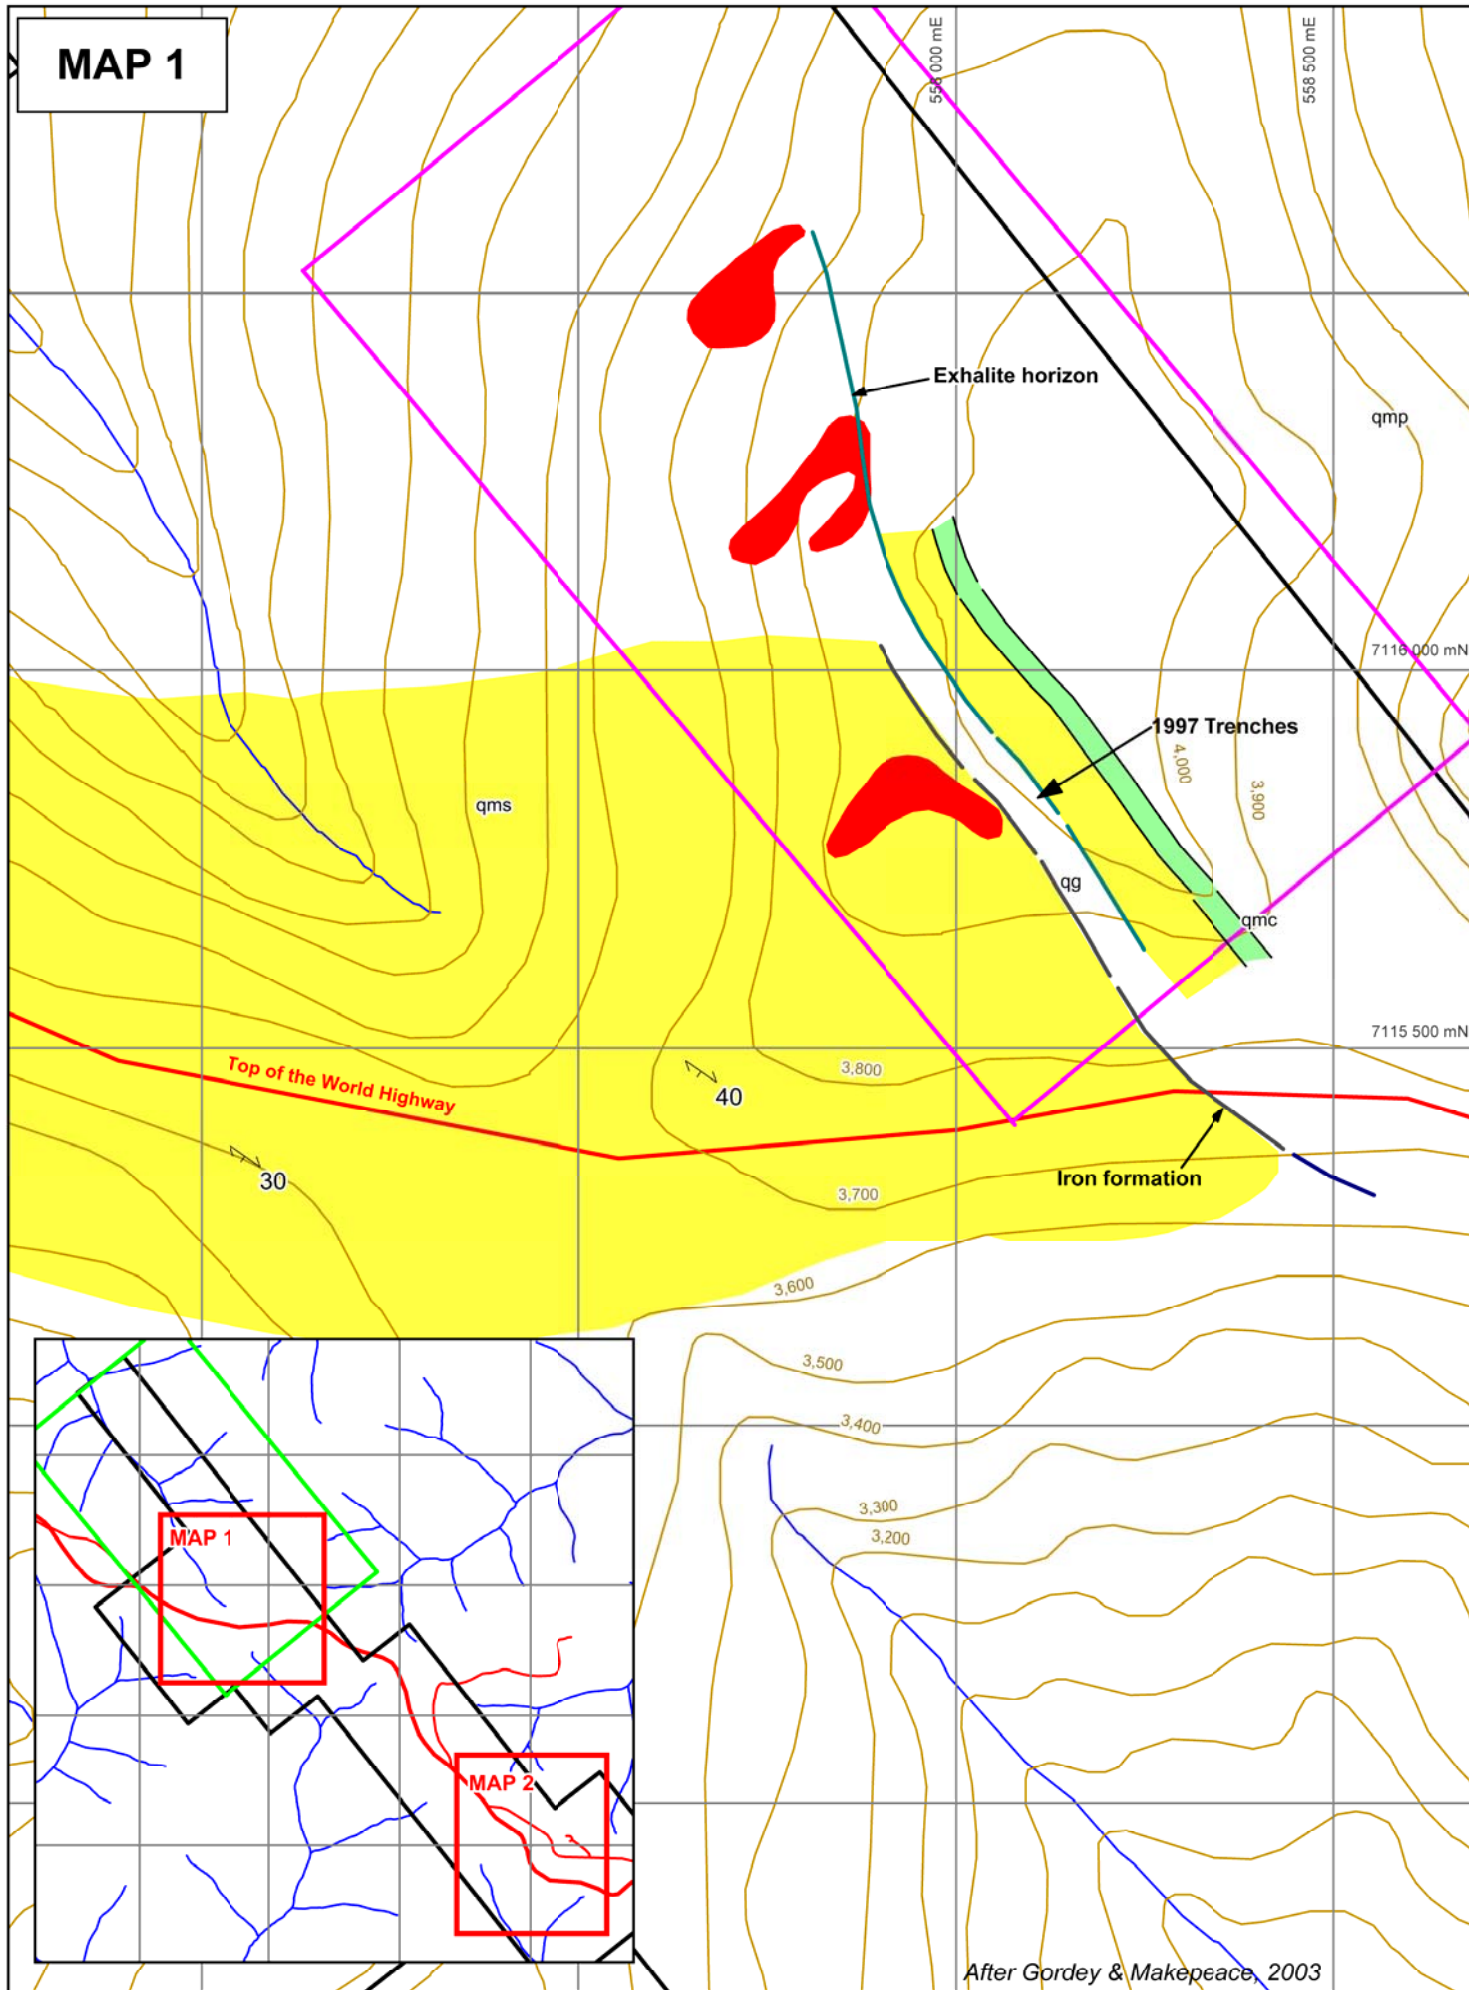 MAP 1
558 000 mE
558 500 mE
Exhalite horizon
qmp
7116 000 mN
1997 Trenches
4,000
3,900
qms
qg
qmc
7115 500 mN
Top of the World Highway
3,800
40
30
Iron formation
3,700
3,600
3,500
3,400
3,300
3,200
MAP 1
MAP 2
After Gordey & Makepeace, 2003